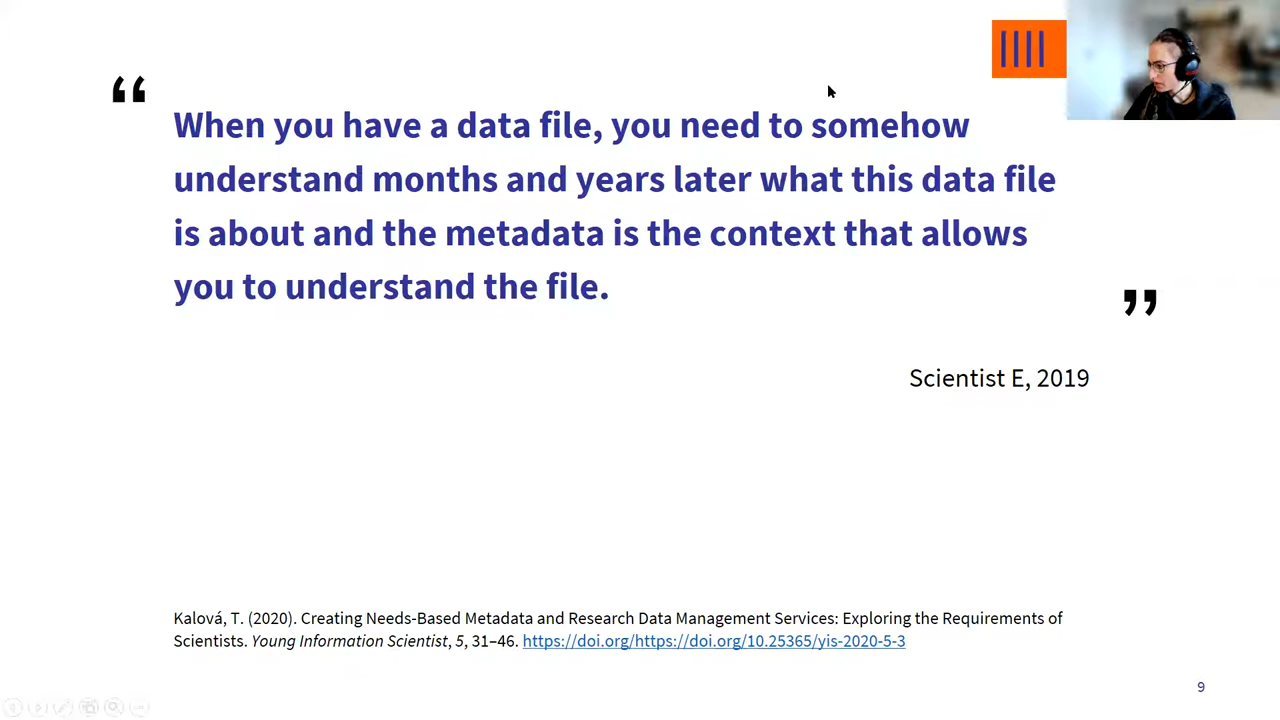 “
When you have a data file, you need to somehow
understand months and years later what this data file
is about and the metadata is the context that allows
you to understand the file.
”
Scientist E, 2019
Kalová, T. (2020). Creating Needs-Based Metadata and Research Data Management Services: Exploring the Requirements of
Scientists. Young Information Scientist, 5, 31–46. https://doi.org/https://doi.org/10.25365/yis-2020-5-3
9